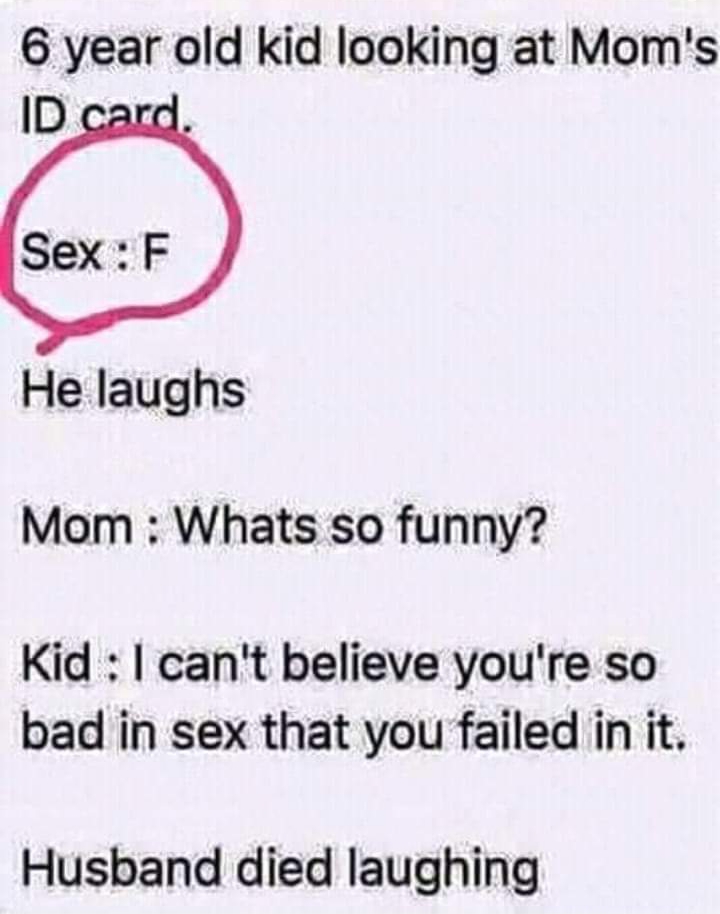 6 year old kid looking at Mom's
ID card.
Sex : F
He laughs
Mom : Whats so funny?
Kid : I can't believe you're so
bad in sex that you failed in it.
Husband died laughing